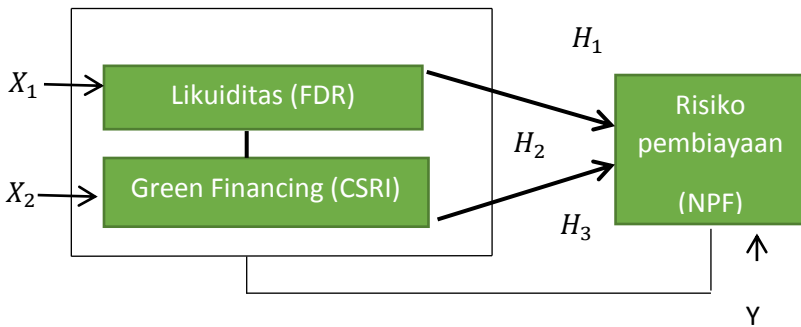 H₁
X₁
Likuiditas (FDR)
H₂
X₂
Green Financing (CSRI)
H₃
Risiko
pembiayaan
(NPF)
Y